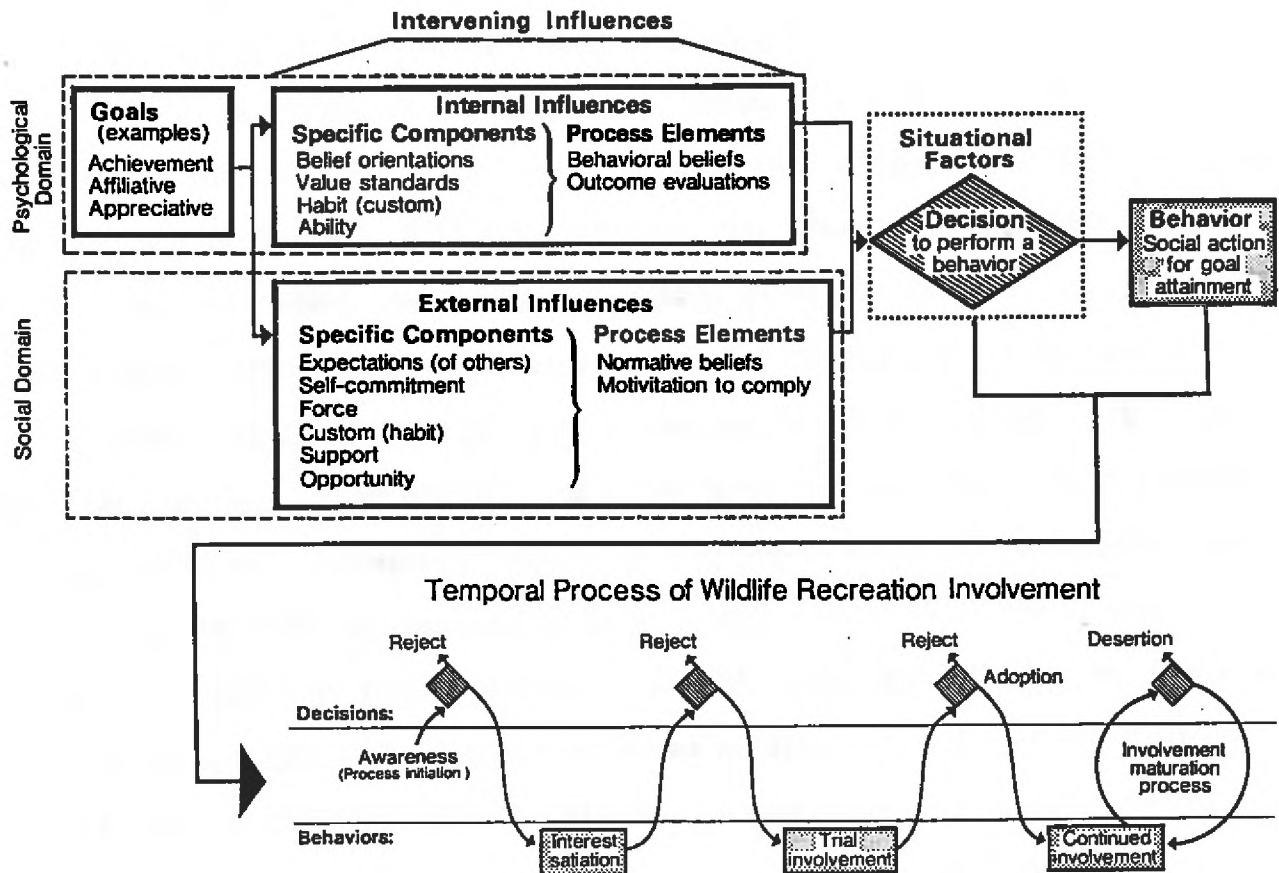 Intervening Influences
Psychological
Domain
Goals
(examples)
Achievement
Affiliative
Appreciative
Internal Influences
Specific Components
Belief orientations
Value standards
Habit (custom)
Ability
Process Elements
Behavioral beliefs
Outcome evaluations
Situational
Factors
Decision
to perform a
behavior
Behavior
Social action
for goal
attainment
Social Domain
External Influences
Specific Components
Expectations (of others)
Self-commitment
Force
Custom (habit)
Support
Opportunity
Process Elements
Normative beliefs
Motivitation to comply
Temporal Process of Wildlife Recreation Involvement
Reject
Reject
Reject
Desertion
Adoption
Decisions:
Awareness
(Process initiation)
Involvement
maturation
process
Behaviors:
Interest
satiation
Trial
involvement
Continued
involvement